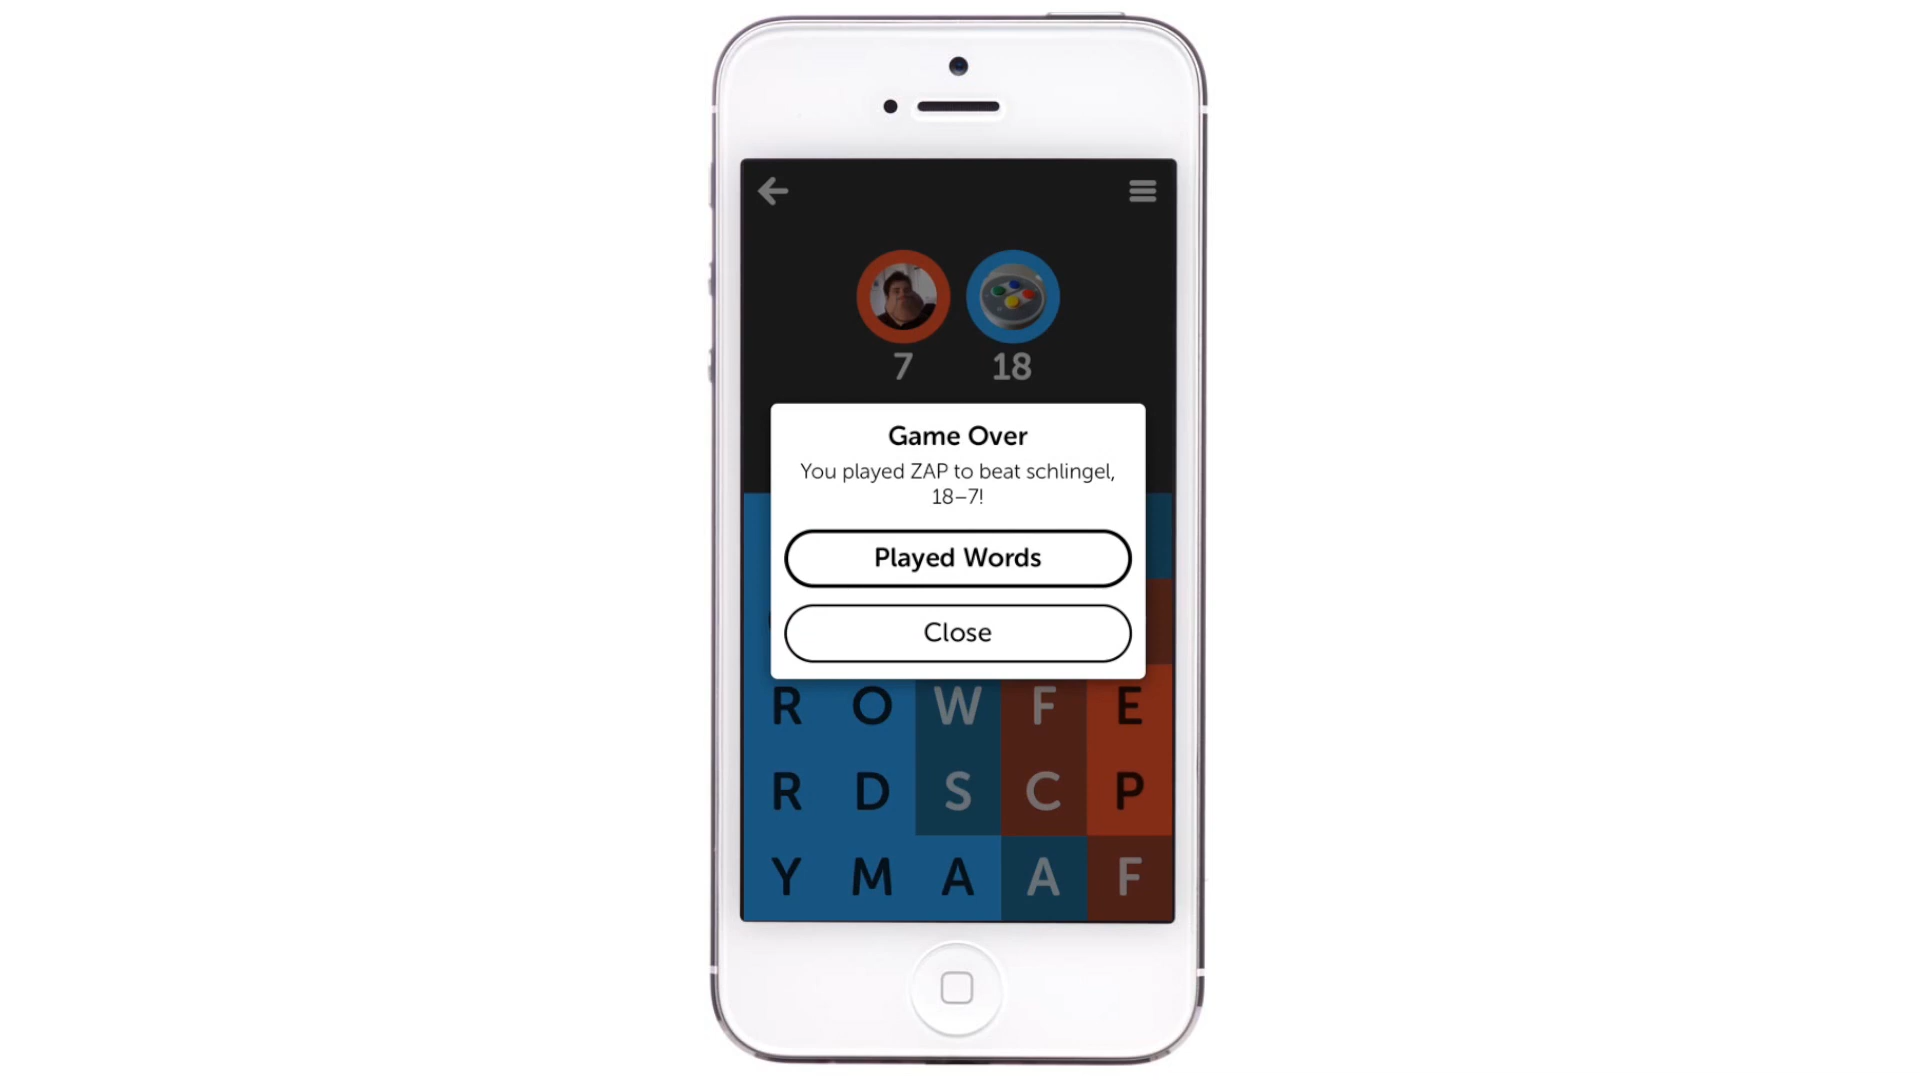 7 18
Game Over
You played ZAP to beat schlingel,
18–7!
Played Words
Close
R O W F E
R D S C P
Y M A A F